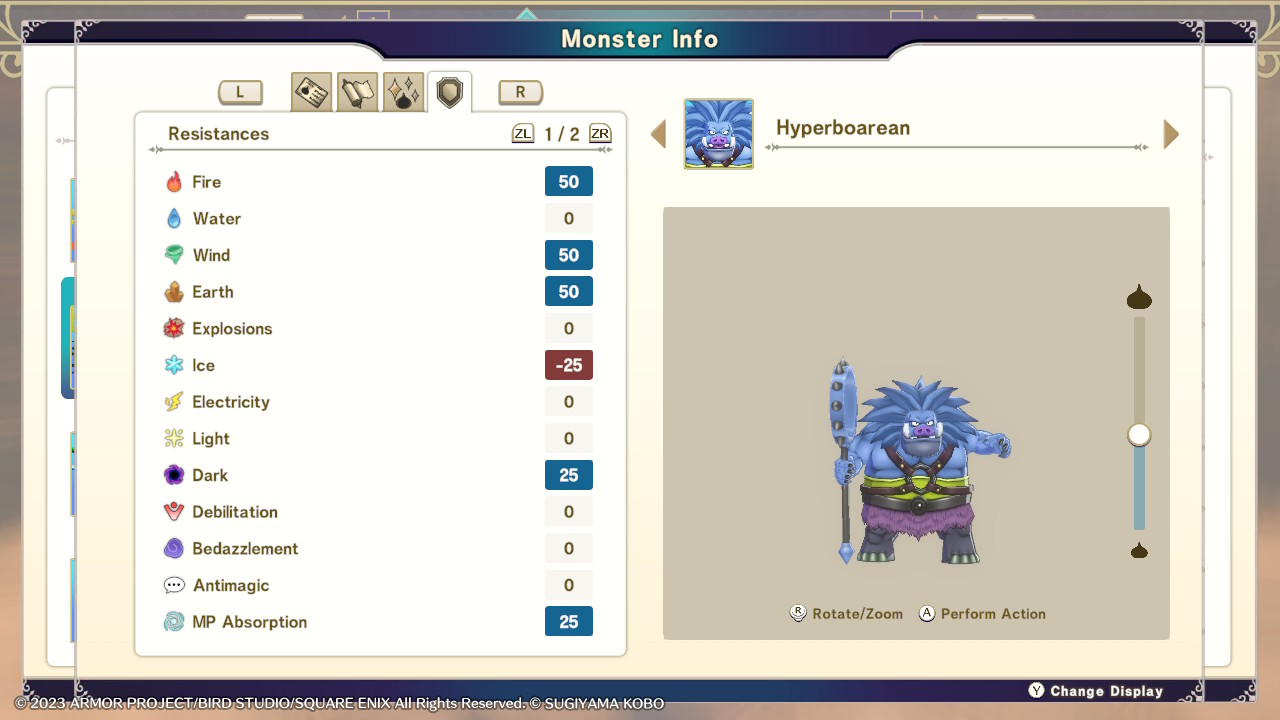 Monster Info
L
R
Resistances
ZL 1 / 2 ZR
Fire 50
Water 0
Wind 50
Earth 50
Explosions 0
Ice -25
Electricity 0
Light 0
Dark 25
Debilitation 0
Bedazzlement 0
Antimagic 0
MP Absorption 25
Hyperboarean
R Rotate/Zoom A Perform Action
Y Change Display
© 2023 ARMOR PROJECT/BIRD STUDIO/SQUARE ENIX All Rights Reserved. © SUGIYAMA KOBO